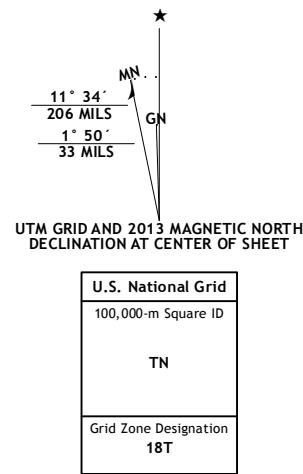 ★
MN
GN
11° 34´
206 MILS
1° 50´
33 MILS
UTM GRID AND 2013 MAGNETIC NORTH
DECLINATION AT CENTER OF SHEET
U.S. National Grid
100,000-m Square ID
TN
Grid Zone Designation
18T